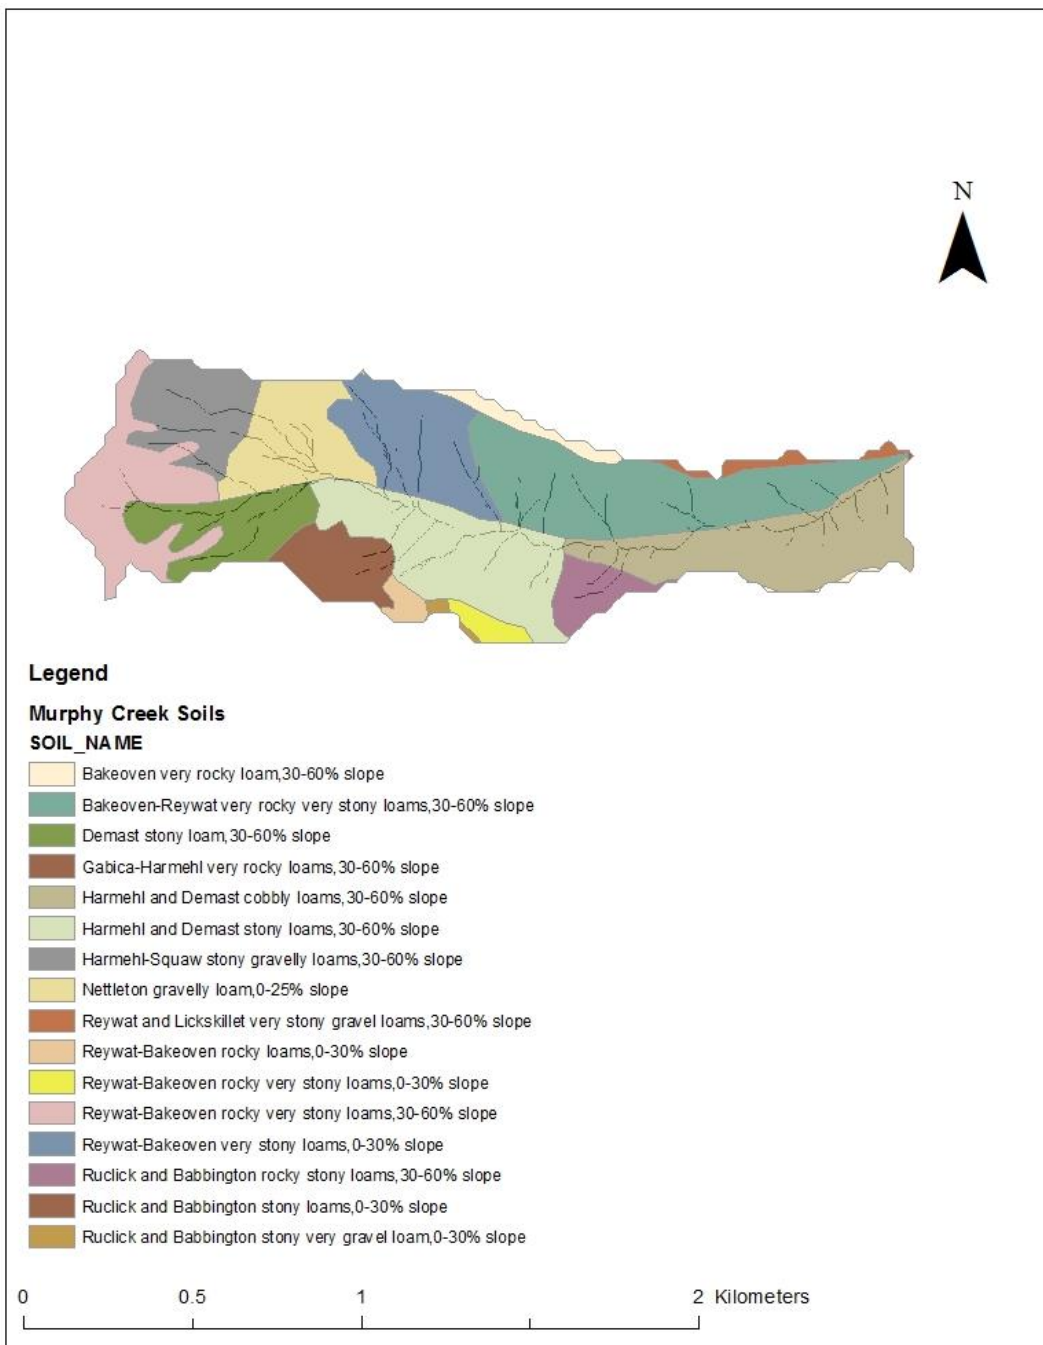 N
Legend
Murphy Creek Soils
SOIL_NAME
Bakeoven very rocky loam,30-60% slope
Bakeoven-Reywat very rocky very stony loams,30-60% slope
Demast stony loam,30-60% slope
Gabica-Harmehl very rocky loams,30-60% slope
Harmehl and Demast cobbly loams,30-60% slope
Harmehl and Demast stony loams,30-60% slope
Harmehl-Squaw stony gravelly loams,30-60% slope
Nettleton gravelly loam,0-25% slope
Reywat and Lickskillet very stony gravel loams,30-60% slope
Reywat-Bakeoven rocky loams,0-30% slope
Reywat-Bakeoven rocky very stony loams,0-30% slope
Reywat-Bakeoven rocky very stony loams,30-60% slope
Reywat-Bakeoven very stony loams,0-30% slope
Ruclick and Babbington rocky stony loams,30-60% slope
Ruclick and Babbington stony loams,0-30% slope
Ruclick and Babbington stony very gravel loam,0-30% slope
0 0.5 1 2 Kilometers